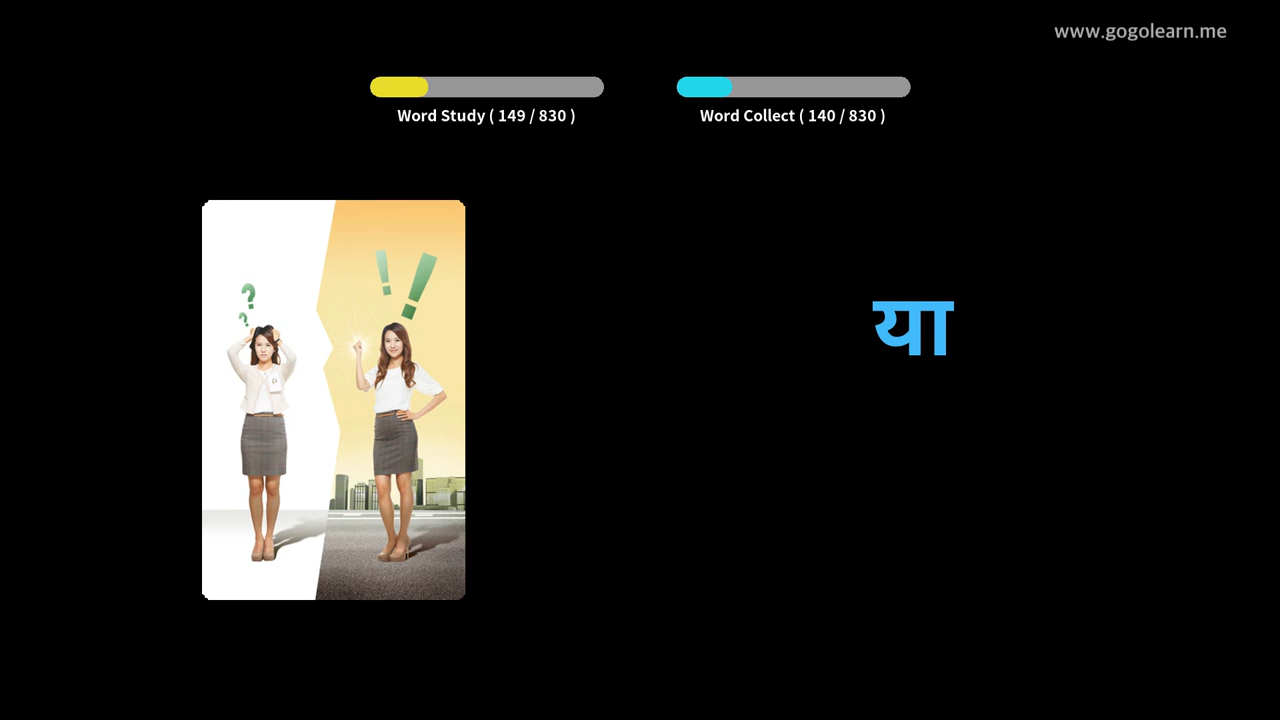 www.gogolearn.me
Word Study ( 149 / 830 )
Word Collect ( 140 / 830 )
? ?
! !
या